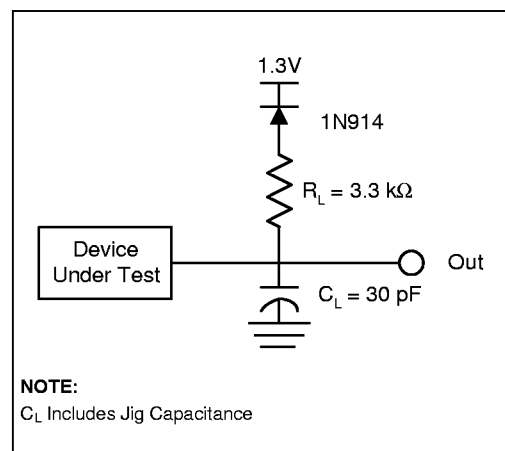 1.3V
1N914
R_L = 3.3 kΩ
Device
Under Test
Out
C_L = 30 pF
NOTE:
C_L Includes Jig Capacitance